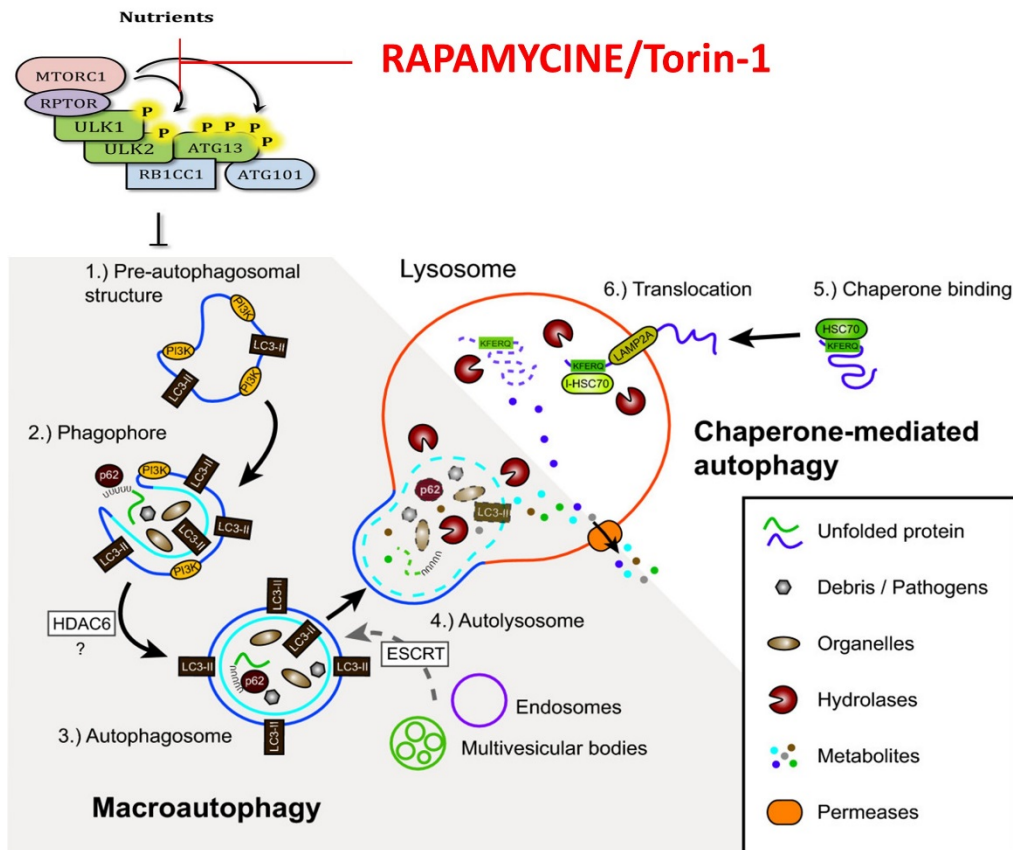 Nutrients
RAPAMYCINE/Torin-1
MTORC1
RPTOR
P
ULK1
P
P P P P
ULK2
ATG13
RB1CC1
ATG101
1.) Pre-autophagosomal
structure
PI3K
LC3-II
PI3K
PI3K
LC3-II
Lysosome
6.) Translocation
5.) Chaperone binding
KFERQ
LAMP2A
KFERQ
l-HSC70
HSC70
KFERQ
Chaperone-mediated
autophagy
2.) Phagophore
p62
uuuuu
PI3K
LC3-II
LC3-II
LC3-II
LC3-II
PI3K
p62
LC3-II
HDAC6
?
LC3-II
LC3-II
LC3-II
LC3-II
LC3-II
p62
4.) Autolysosome
ESCRT
3.) Autophagosome
Endosomes
Multivesicular bodies
Macroautophagy
Unfolded protein
Debris / Pathogens
Organelles
Hydrolases
Metabolites
Permeases